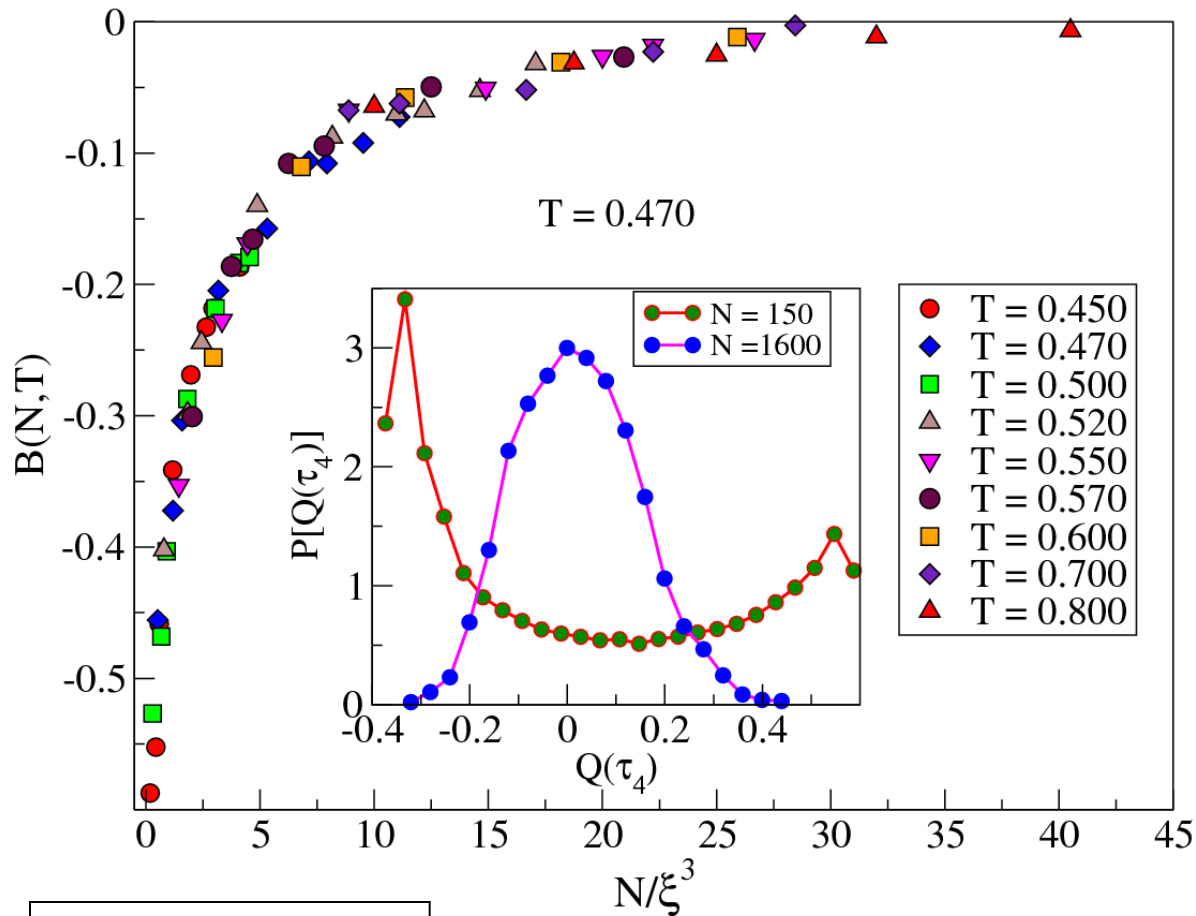 0
-0.1
-0.2
-0.3
-0.4
-0.5
B(N,T)
0
5
10
15
20
25
30
35
40
45
N/ξ³
T = 0.470
3
2
1
0
P[Q(τ₄)]
-0.4
-0.2
0
0.2
0.4
Q(τ₄)
N = 150
N =1600
T = 0.450
T = 0.470
T = 0.500
T = 0.520
T = 0.550
T = 0.570
T = 0.600
T = 0.700
T = 0.800